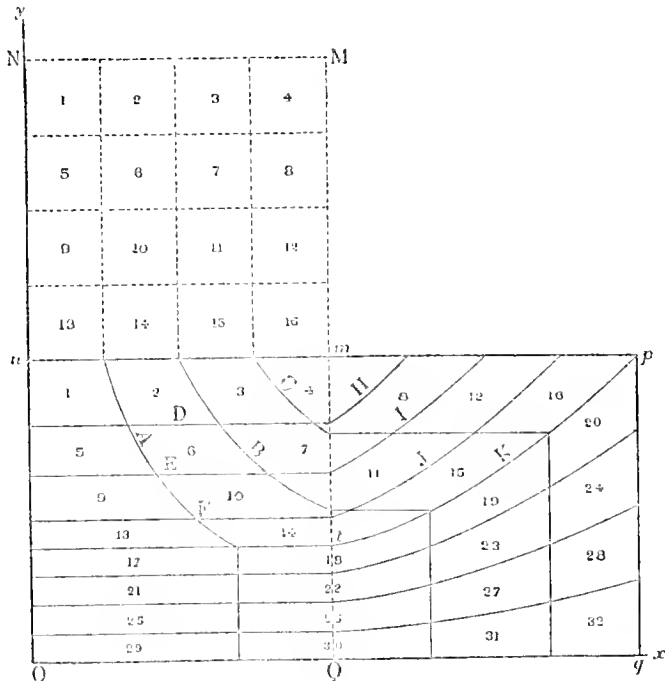 y
N M
1 2 3 4
5 6 7 8
9 10 11 12
13 14 15 16
n m p
1 2 3 4 C H 8 I 12 16
D 20
A B
5 E 6 7 11 J 15 K
9 F 10 19 24
13 14 l 23
17 18 28
21 22 27
25 26
29 30 31 32
O Q q x